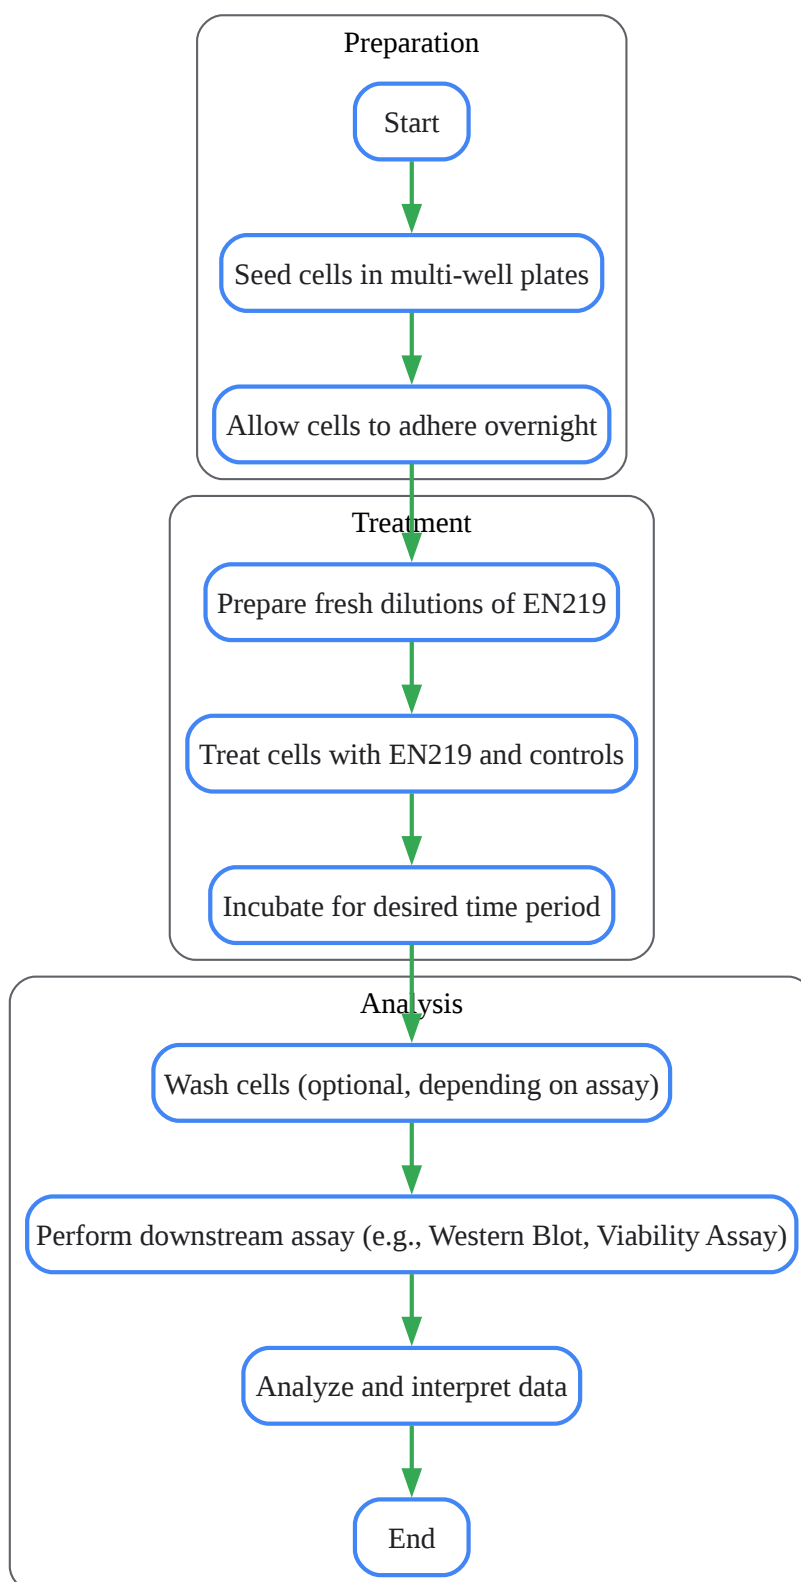 Preparation
Start
Seed cells in multi-well plates
Allow cells to adhere overnight
Treatment
Prepare fresh dilutions of EN219
Treat cells with EN219 and controls
Incubate for desired time period
Analysis
Wash cells (optional, depending on assay)
Perform downstream assay (e.g., Western Blot, Viability Assay)
Analyze and interpret data
End